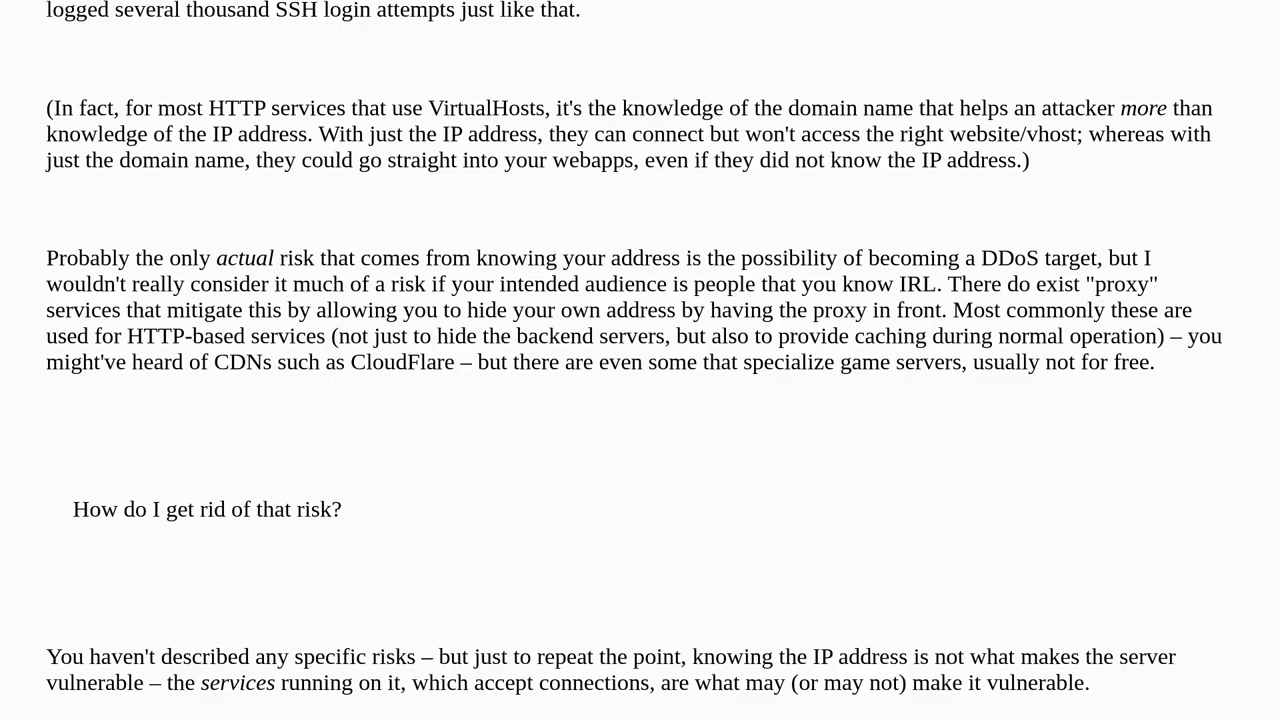 logged several thousand SSH login attempts just like that.
(In fact, for most HTTP services that use VirtualHosts, it's the knowledge of the domain name that helps an attacker more than
knowledge of the IP address. With just the IP address, they can connect but won't access the right website/vhost; whereas with
just the domain name, they could go straight into your webapps, even if they did not know the IP address.)
Probably the only actual risk that comes from knowing your address is the possibility of becoming a DDoS target, but I
wouldn't really consider it much of a risk if your intended audience is people that you know IRL. There do exist "proxy"
services that mitigate this by allowing you to hide your own address by having the proxy in front. Most commonly these are
used for HTTP-based services (not just to hide the backend servers, but also to provide caching during normal operation) – you
might've heard of CDNs such as CloudFlare – but there are even some that specialize game servers, usually not for free.
How do I get rid of that risk?
You haven't described any specific risks – but just to repeat the point, knowing the IP address is not what makes the server
vulnerable – the services running on it, which accept connections, are what may (or may not) make it vulnerable.